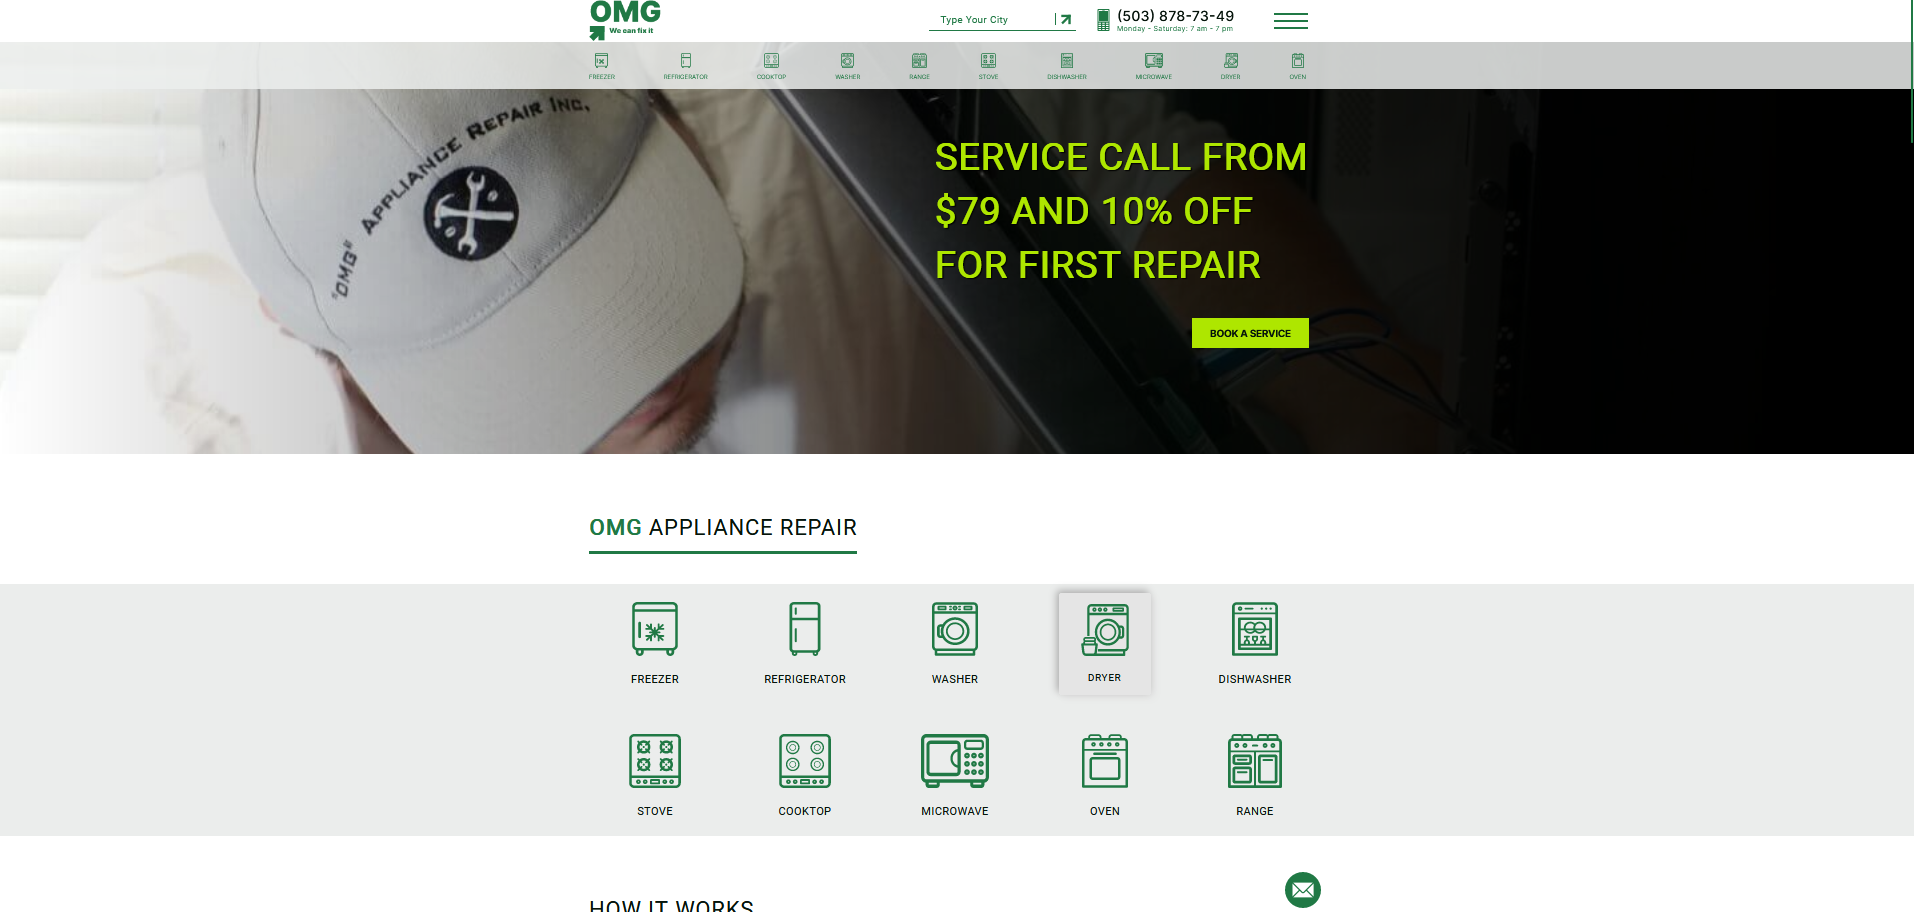 OMG
We can fix it
Type Your City
(503) 878-73-49
Monday - Saturday: 7 am - 7 pm
FREEZER
REFRIGERATOR
COOKTOP
WASHER
RANGE
STOVE
DISHWASHER
MICROWAVE
DRYER
OVEN
"OMG" APPLIANCE REPAIR INC.
SERVICE CALL FROM
$79 AND 10% OFF
FOR FIRST REPAIR
BOOK A SERVICE
OMG APPLIANCE REPAIR
FREEZER
REFRIGERATOR
WASHER
DRYER
DISHWASHER
STOVE
COOKTOP
MICROWAVE
OVEN
RANGE
HOW IT WORKS